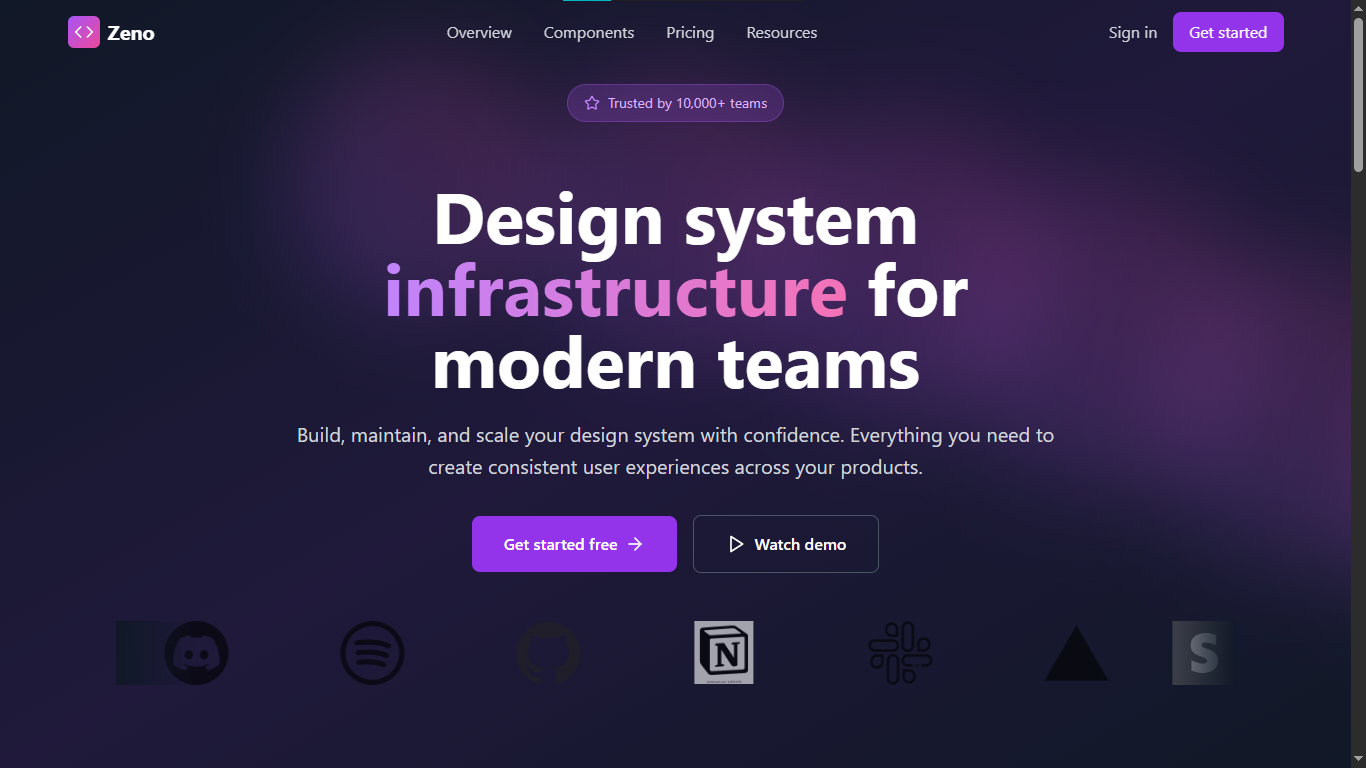 Zeno
Overview
Components
Pricing
Resources
Sign in
Get started
Trusted by 10,000+ teams
Design system
infrastructure for
modern teams
Build, maintain, and scale your design system with confidence. Everything you need to
create consistent user experiences across your products.
Get started free
Watch demo
N
S